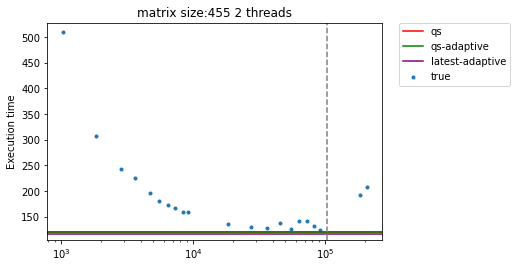 matrix size:455 2 threads
Execution time
500
450
400
350
300
250
200
150
10³
10⁴
10⁵
qs
qs-adaptive
latest-adaptive
true